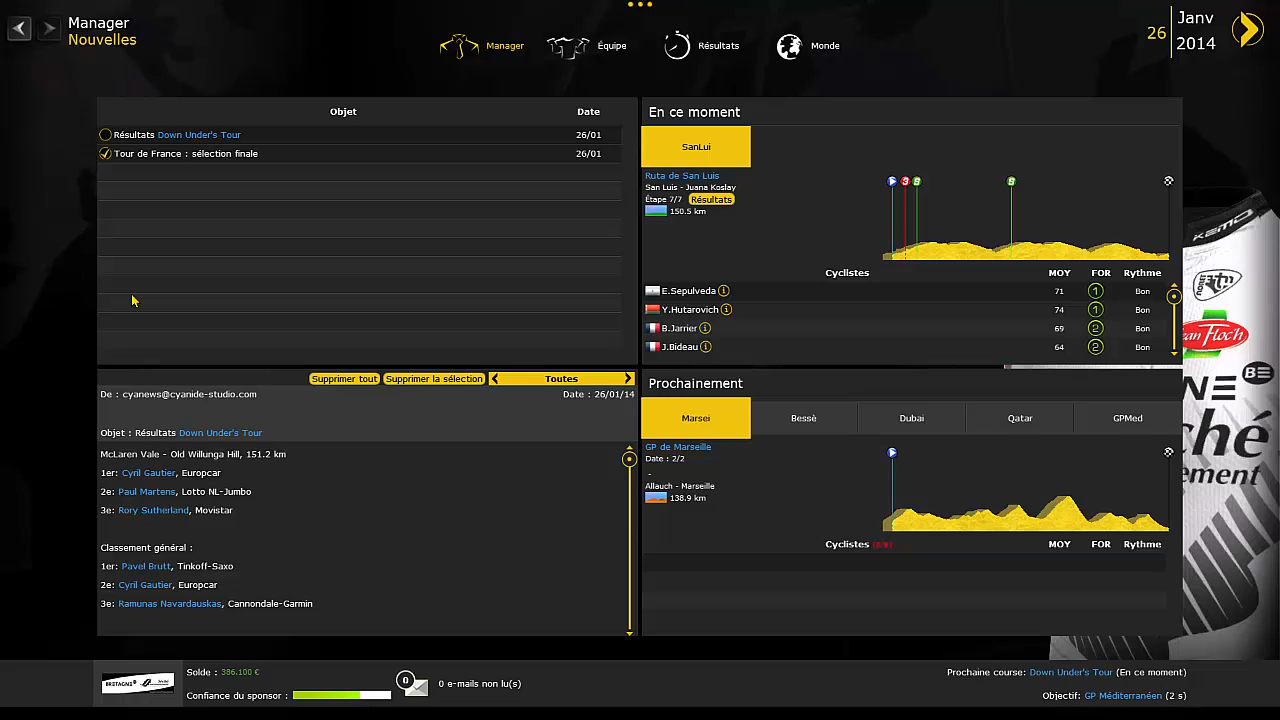 Manager
Nouvelles
Manager
Équipe
Résultats
Monde
26
Janv
2014
Objet
Date
Résultats Down Under's Tour
26/01
Tour de France : sélection finale
26/01
Supprimer tout
Supprimer la sélection
Toutes
De : cyanews@cyanide-studio.com
Date : 26/01/14
Objet : Résultats Down Under's Tour
McLaren Vale - Old Willunga Hill, 151.2 km
1er: Cyril Gautier, Europcar
2e: Paul Martens, Lotto NL-Jumbo
3e: Rory Sutherland, Movistar
Classement général :
1er: Pavel Brutt, Tinkoff-Saxo
2e: Cyril Gautier, Europcar
3e: Ramunas Navardauskas, Cannondale-Garmin
En ce moment
SanLui
Ruta de San Luis
San Luis - Juana Koslay
Étape 7/7 Résultats
150.5 km
3 S S
Cyclistes MOY FOR Rythme
E.Sepulveda 71 1 Bon
Y.Hutarovich 74 1 Bon
B.Jarrier 69 2 Bon
J.Bideau 64 2 Bon
Prochainement
Marsei Bessè Dubai Qatar GPMed
GP de Marseille
Date : 2/2
-
Allauch - Marseille
138.9 km
Cyclistes MOY FOR Rythme
KEMO
BRETAGNE
Solde : 386.100 €
Confiance du sponsor :
0
0 e-mails non lu(s)
Prochaine course: Down Under's Tour (En ce moment)
Objectif: GP Méditerranéen (2 s)